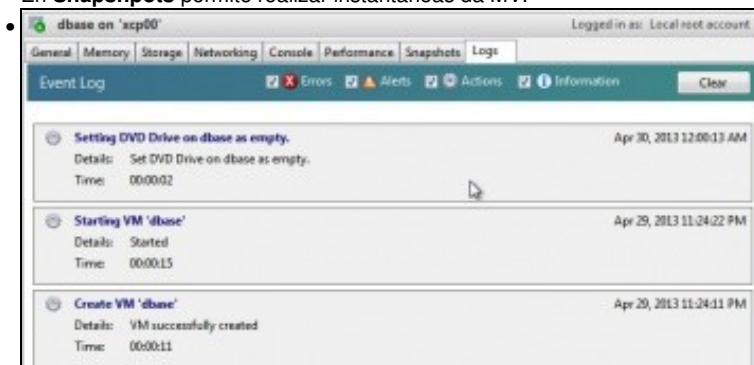 En Snapshpots permite realizar instantáneas da MV.
dbase on 'xcp00' Logged in as: Local root account
General Memory Storage Networking Console Performance Snapshots Logs
Event Log Errors Alerts Actions Information Clear
Setting DVD Drive on dbase as empty. Apr 30, 2013 12:00:13 AM
Details: Set DVD Drive on dbase as empty.
Time: 00:00:02
Starting VM 'dbase' Apr 29, 2013 11:24:22 PM
Details: Started
Time: 00:00:15
Create VM 'dbase' Apr 29, 2013 11:24:11 PM
Details: VM successfully created
Time: 00:00:11